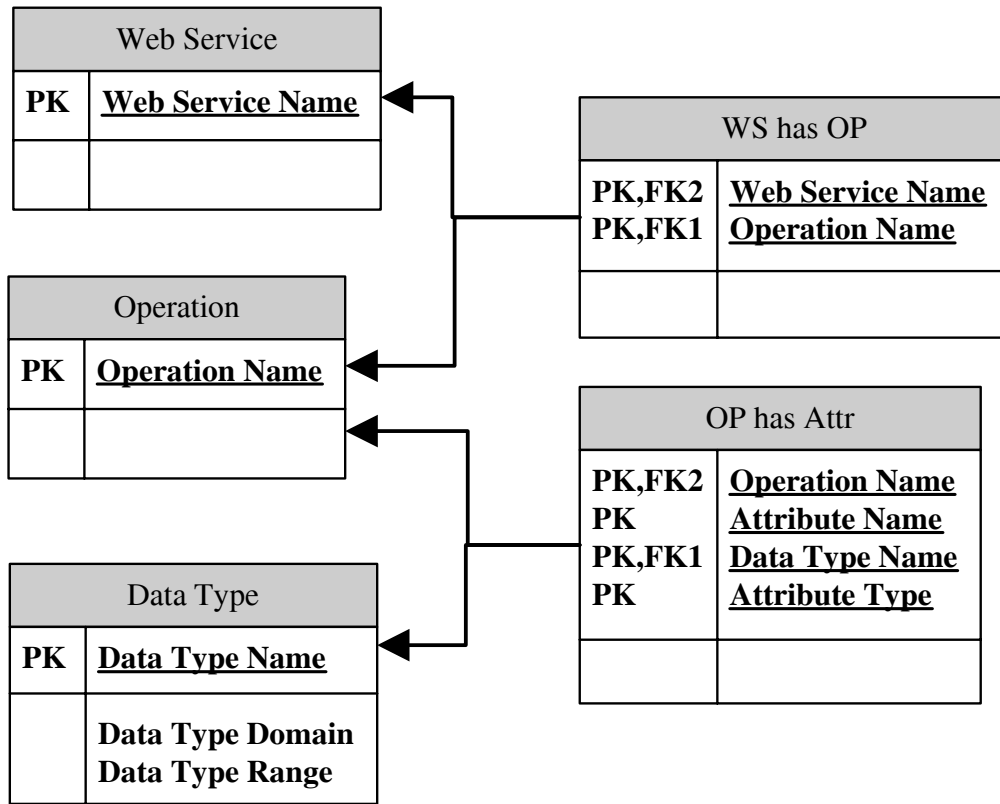 Web Service
PK Web Service Name
WS has OP
PK,FK2 Web Service Name
PK,FK1 Operation Name
Operation
PK Operation Name
OP has Attr
PK,FK2 Operation Name
PK Attribute Name
PK,FK1 Data Type Name
PK Attribute Type
Data Type
PK Data Type Name
Data Type Domain
Data Type Range